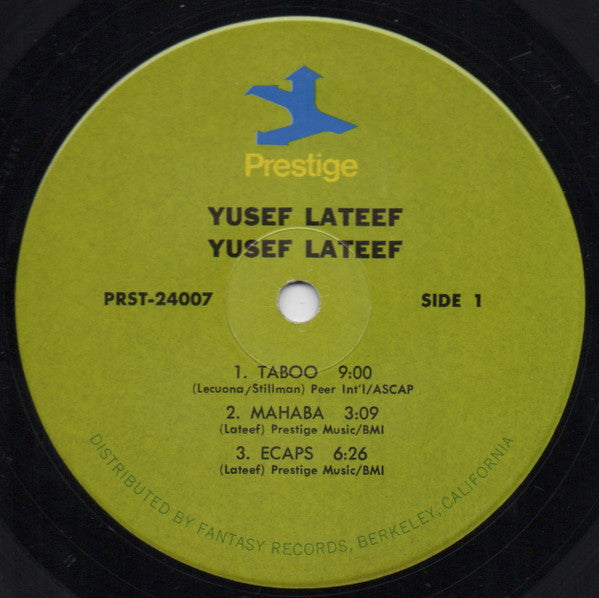 Prestige
YUSEF LATEEF
YUSEF LATEEF
PRST-24007 SIDE 1
1. TABOO 9:00
(Lecuona/Stillman) Peer Int'l/ASCAP
2. MAHABA 3:09
(Lateef) Prestige Music/BMI
3. ECAPS 6:26
(Lateef) Prestige Music/BMI
DISTRIBUTED BY FANTASY RECORDS, BERKELEY, CALIFORNIA